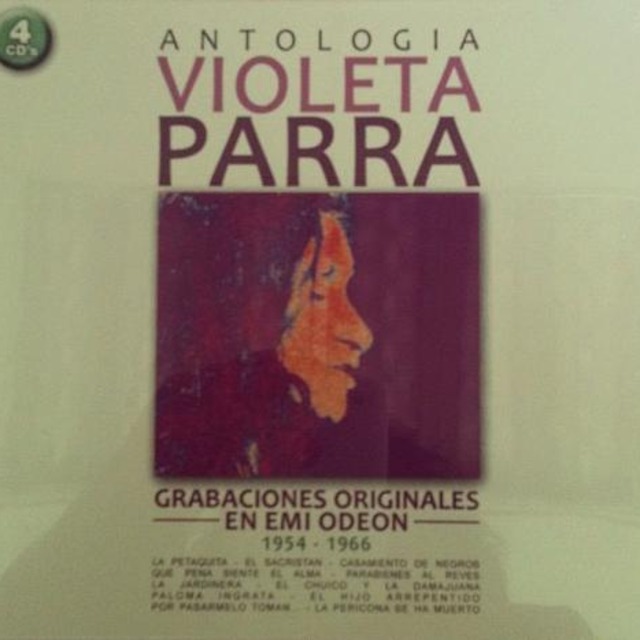 4
CD's
ANTOLOGIA
VIOLETA
PARRA
GRABACIONES ORIGINALES
EN EMI ODEON
1954 - 1966
LA PETAQUITA - EL SACRISTAN - CASAMIENTO DE NEGROS
QUE PENA SIENTE EL ALMA - PARABIENES AL REVES
LA JARDINERA - EL CHUICO Y LA DAMAJUANA
PALOMA INGRATA - EL HIJO ARREPENTIDO
POR PASARMELO TOMAN... - LA PERICONA SE HA MUERTO